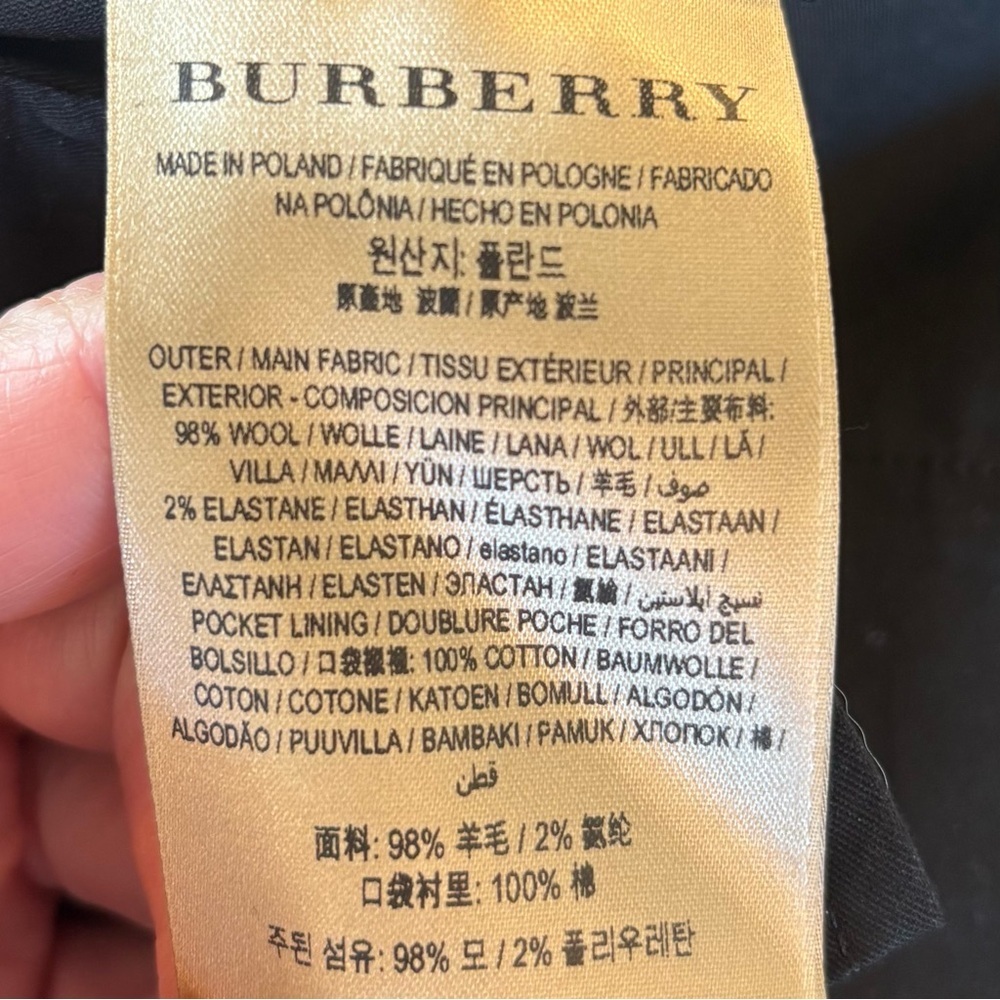 BURBERRY
MADE IN POLAND / FABRIQUÉ EN POLOGNE / FABRICADO
NA POLÔNIA / HECHO EN POLONIA
원산지: 폴란드
原產地 波蘭 / 原产地 波兰
OUTER / MAIN FABRIC / TISSU EXTÉRIEUR / PRINCIPAL /
EXTERIOR - COMPOSICION PRINCIPAL / 外部/主要布料:
98% WOOL / WOLLE / LAINE / LANA / WOL / ULL / LÃ /
VILLA / ΜΑΛΛΙ / YÜN / ШЕРСТЬ / 羊毛 / صوف
2% ELASTANE / ELASTHAN / ÉLASTHANE / ELASTAAN /
ELASTAN / ELASTANO / elastano / ELASTAANI /
ΕΛΑΣΤΑΝΗ / ELASTEN / ЭЛАСТАН / 氨綸 / نسيج ايلاستين
POCKET LINING / DOUBLURE POCHE / FORRO DEL
BOLSILLO / 口袋襯裡: 100% COTTON / BAUMWOLLE /
COTON / COTONE / KATOEN / BOMULL / ALGODÓN /
ALGODÃO / PUUVILLA / BAMBAKI / PAMUK / ХЛОПОК / 棉 /
قطن
面料: 98% 羊毛 / 2% 氨纶
口袋衬里: 100% 棉
주된 섬유: 98% 모 / 2% 폴리우레탄